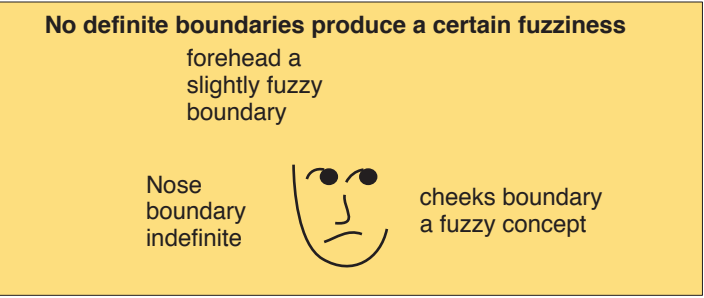 No definite boundaries produce a certain fuzziness
forehead a
slightly fuzzy
boundary
Nose
boundary
indefinite
cheeks boundary
a fuzzy concept